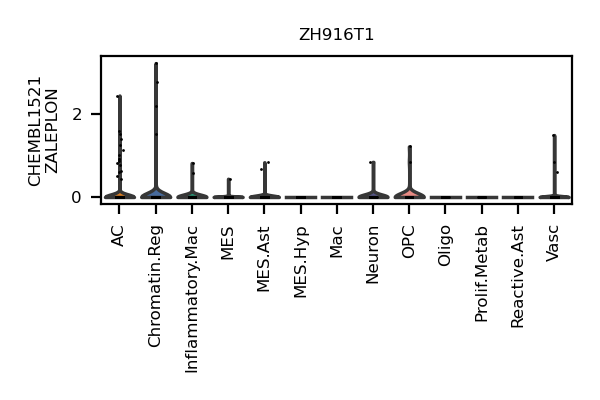 ZH916T1
CHEMBL1521
ZALEPLON
2
0
AC
Chromatin.Reg
Inflammatory.Mac
MES
MES.Ast
MES.Hyp
Mac
Neuron
OPC
Oligo
Prolif.Metab
Reactive.Ast
Vasc